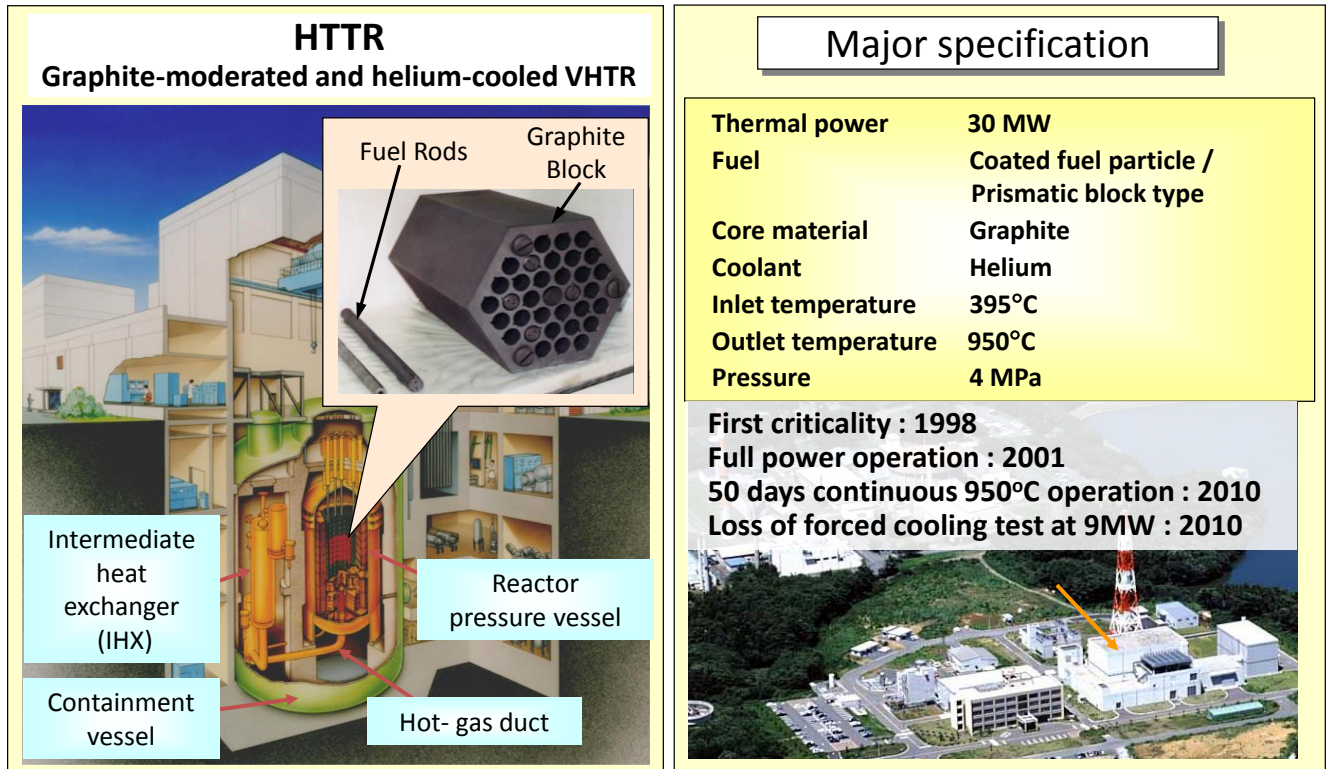 HTTR
Graphite-moderated and helium-cooled VHTR
Fuel Rods
Graphite
Block
Intermediate
heat
exchanger
(IHX)
Reactor
pressure vessel
Containment
vessel
Hot- gas duct
Major specification
Thermal power 30 MW
Fuel Coated fuel particle /
Prismatic block type
Core material Graphite
Coolant Helium
Inlet temperature 395°C
Outlet temperature 950°C
Pressure 4 MPa
First criticality : 1998
Full power operation : 2001
50 days continuous 950°C operation : 2010
Loss of forced cooling test at 9MW : 2010